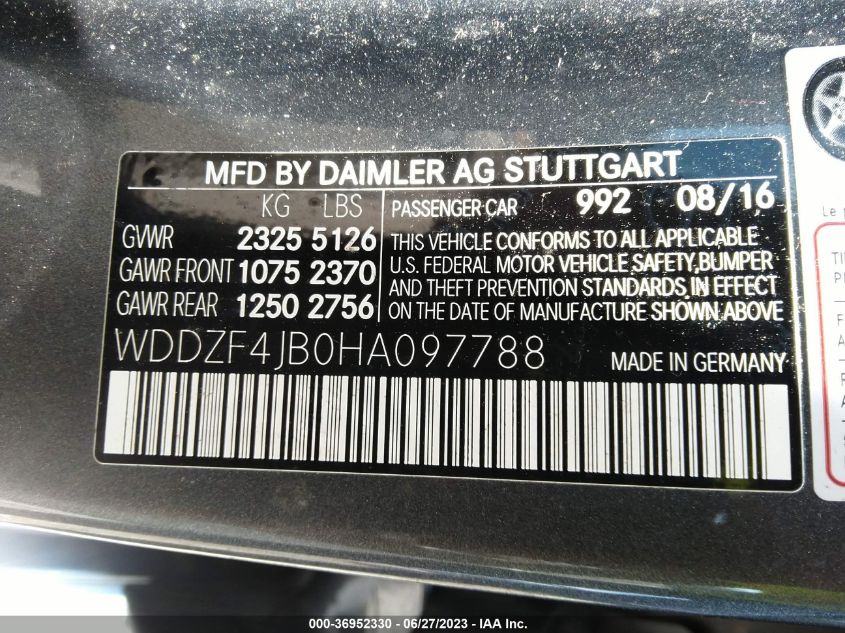 MFD BY DAIMLER AG STUTTGART
KG LBS PASSENGER CAR 992 08/16
GVWR 2325 5126 THIS VEHICLE CONFORMS TO ALL APPLICABLE
GAWR FRONT 1075 2370 U.S. FEDERAL MOTOR VEHICLE SAFETY, BUMPER
GAWR REAR 1250 2756 AND THEFT PREVENTION STANDARDS IN EFFECT
ON THE DATE OF MANUFACTURE SHOWN ABOVE
WDDZF4JB0HA097788 MADE IN GERMANY
Le
000-36952330 - 06/27/2023 - IAA Inc.